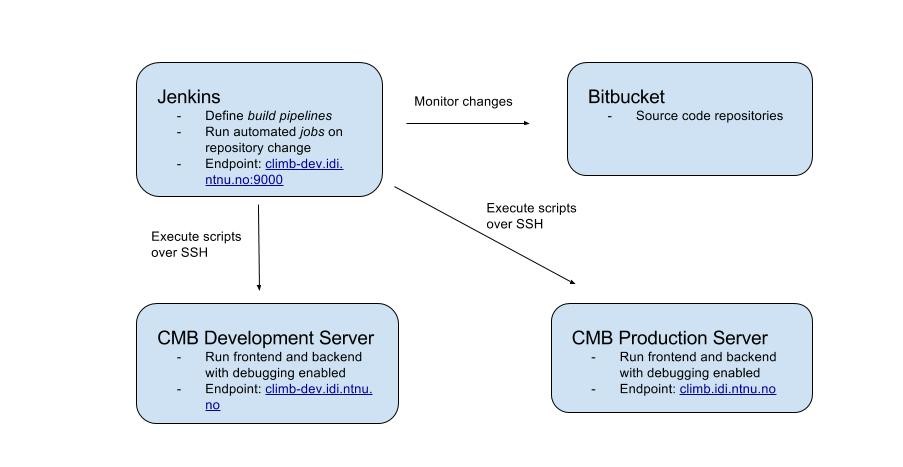 Jenkins
- Define build pipelines
- Run automated jobs on
repository change
- Endpoint: climb-dev.idi.
ntnu.no:9000
Monitor changes
Bitbucket
- Source code repositories
Execute scripts
over SSH
Execute scripts
over SSH
CMB Development Server
- Run frontend and backend
with debugging enabled
- Endpoint: climb-dev.idi.ntnu.
no
CMB Production Server
- Run frontend and backend
with debugging enabled
- Endpoint: climb.idi.ntnu.no